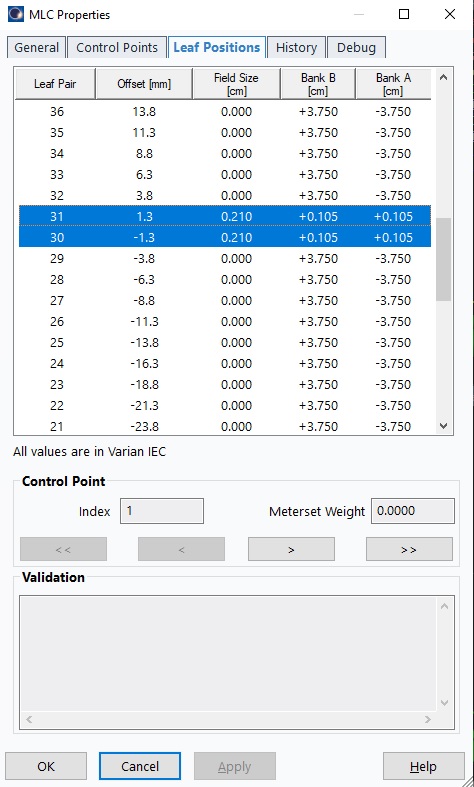 MLC Properties
General Control Points Leaf Positions History Debug
Leaf Pair Offset [mm] Field Size [cm] Bank B [cm] Bank A [cm]
36 13.8 0.000 +3.750 -3.750
35 11.3 0.000 +3.750 -3.750
34 8.8 0.000 +3.750 -3.750
33 6.3 0.000 +3.750 -3.750
32 3.8 0.000 +3.750 -3.750
31 1.3 0.210 +0.105 +0.105
30 -1.3 0.210 +0.105 +0.105
29 -3.8 0.000 +3.750 -3.750
28 -6.3 0.000 +3.750 -3.750
27 -8.8 0.000 +3.750 -3.750
26 -11.3 0.000 +3.750 -3.750
25 -13.8 0.000 +3.750 -3.750
24 -16.3 0.000 +3.750 -3.750
23 -18.8 0.000 +3.750 -3.750
22 -21.3 0.000 +3.750 -3.750
21 -23.8 0.000 +3.750 -3.750
All values are in Varian IEC
Control Point
Index 1 Meterset Weight 0.0000
<< < > >>
Validation
OK Cancel Apply Help